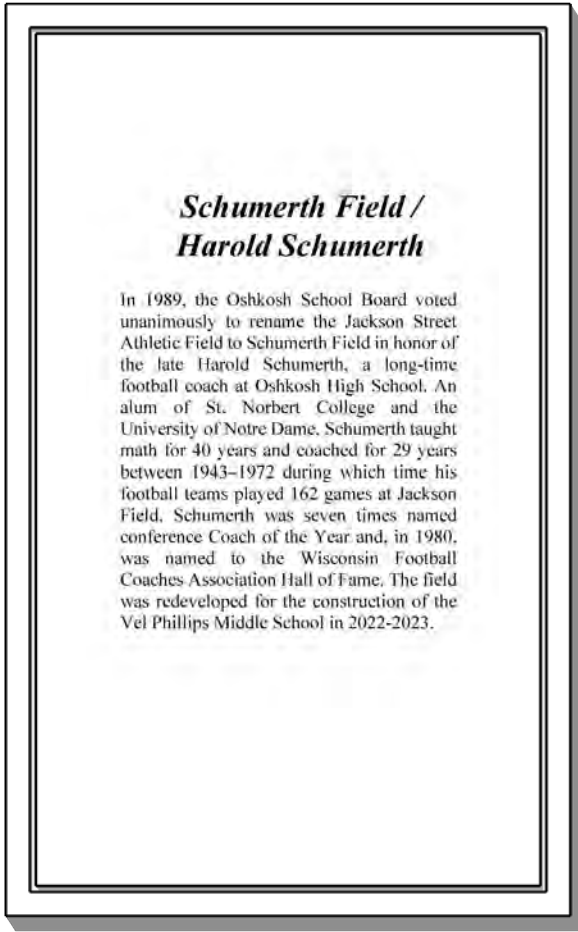 Schumerth Field /
Harold Schumerth
In 1989, the Oshkosh School Board voted
unanimously to rename the Jackson Street
Athletic Field to Schumerth Field in honor of
the late Harold Schumerth, a long-time
football coach at Oshkosh High School. An
alum of St. Norbert College and the
University of Notre Dame, Schumerth taught
math for 40 years and coached for 29 years
between 1943–1972 during which time his
football teams played 162 games at Jackson
Field. Schumerth was seven times named
conference Coach of the Year and, in 1980,
was named to the Wisconsin Football
Coaches Association Hall of Fame. The field
was redeveloped for the construction of the
Vel Phillips Middle School in 2022-2023.